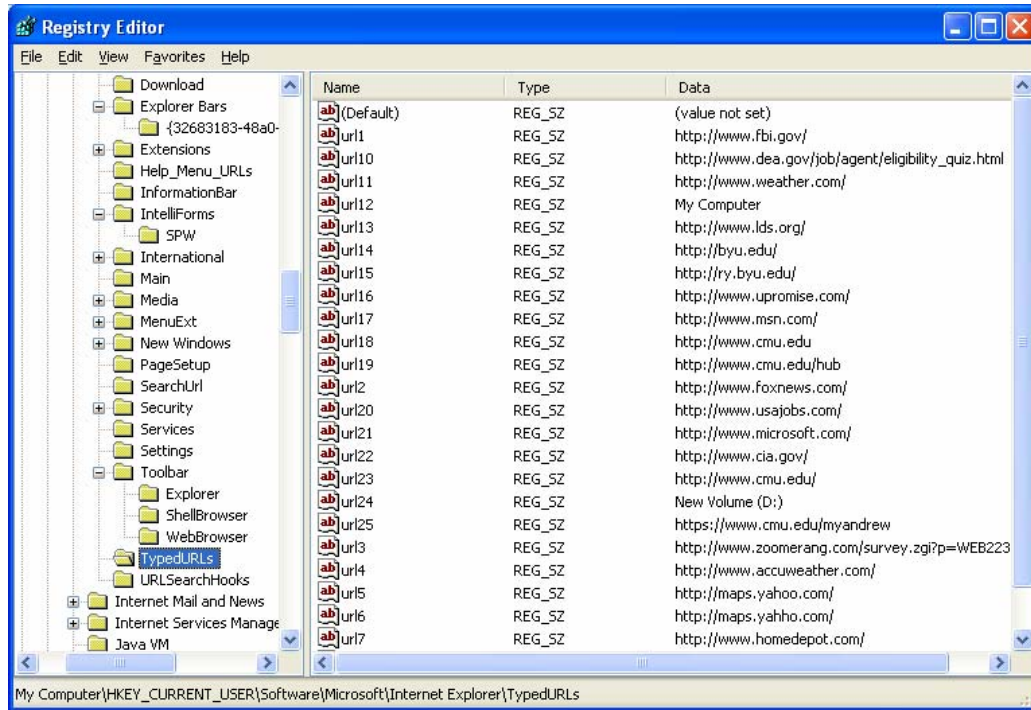 Registry Editor
File Edit View Favorites Help
Download
Explorer Bars
{32683183-48a0-
Extensions
Help_Menu_URLs
InformationBar
IntelliForms
SPW
International
Main
Media
MenuExt
New Windows
PageSetup
SearchUrl
Security
Services
Settings
Toolbar
Explorer
ShellBrowser
WebBrowser
TypedURLs
URLSearchHooks
Internet Mail and News
Internet Services Manage
Java VM
Name Type Data
(Default) REG_SZ (value not set)
url1 REG_SZ http://www.fbi.gov/
url10 REG_SZ http://www.dea.gov/job/agent/eligibility_quiz.html
url11 REG_SZ http://www.weather.com/
url12 REG_SZ My Computer
url13 REG_SZ http://www.lds.org/
url14 REG_SZ http://byu.edu/
url15 REG_SZ http://ry.byu.edu/
url16 REG_SZ http://www.upromise.com/
url17 REG_SZ http://www.msn.com/
url18 REG_SZ http://www.cmu.edu
url19 REG_SZ http://www.cmu.edu/hub
url2 REG_SZ http://www.foxnews.com/
url20 REG_SZ http://www.usajobs.com/
url21 REG_SZ http://www.microsoft.com/
url22 REG_SZ http://www.cia.gov/
url23 REG_SZ http://www.cmu.edu/
url24 REG_SZ New Volume (D:)
url25 REG_SZ https://www.cmu.edu/myandrew
url3 REG_SZ http://www.zoomerang.com/survey.zgi?p=WEB223
url4 REG_SZ http://www.accuweather.com/
url5 REG_SZ http://maps.yahoo.com/
url6 REG_SZ http://maps.yahho.com/
url7 REG_SZ http://www.homedepot.com/
My Computer\HKEY_CURRENT_USER\Software\Microsoft\Internet Explorer\TypedURLs